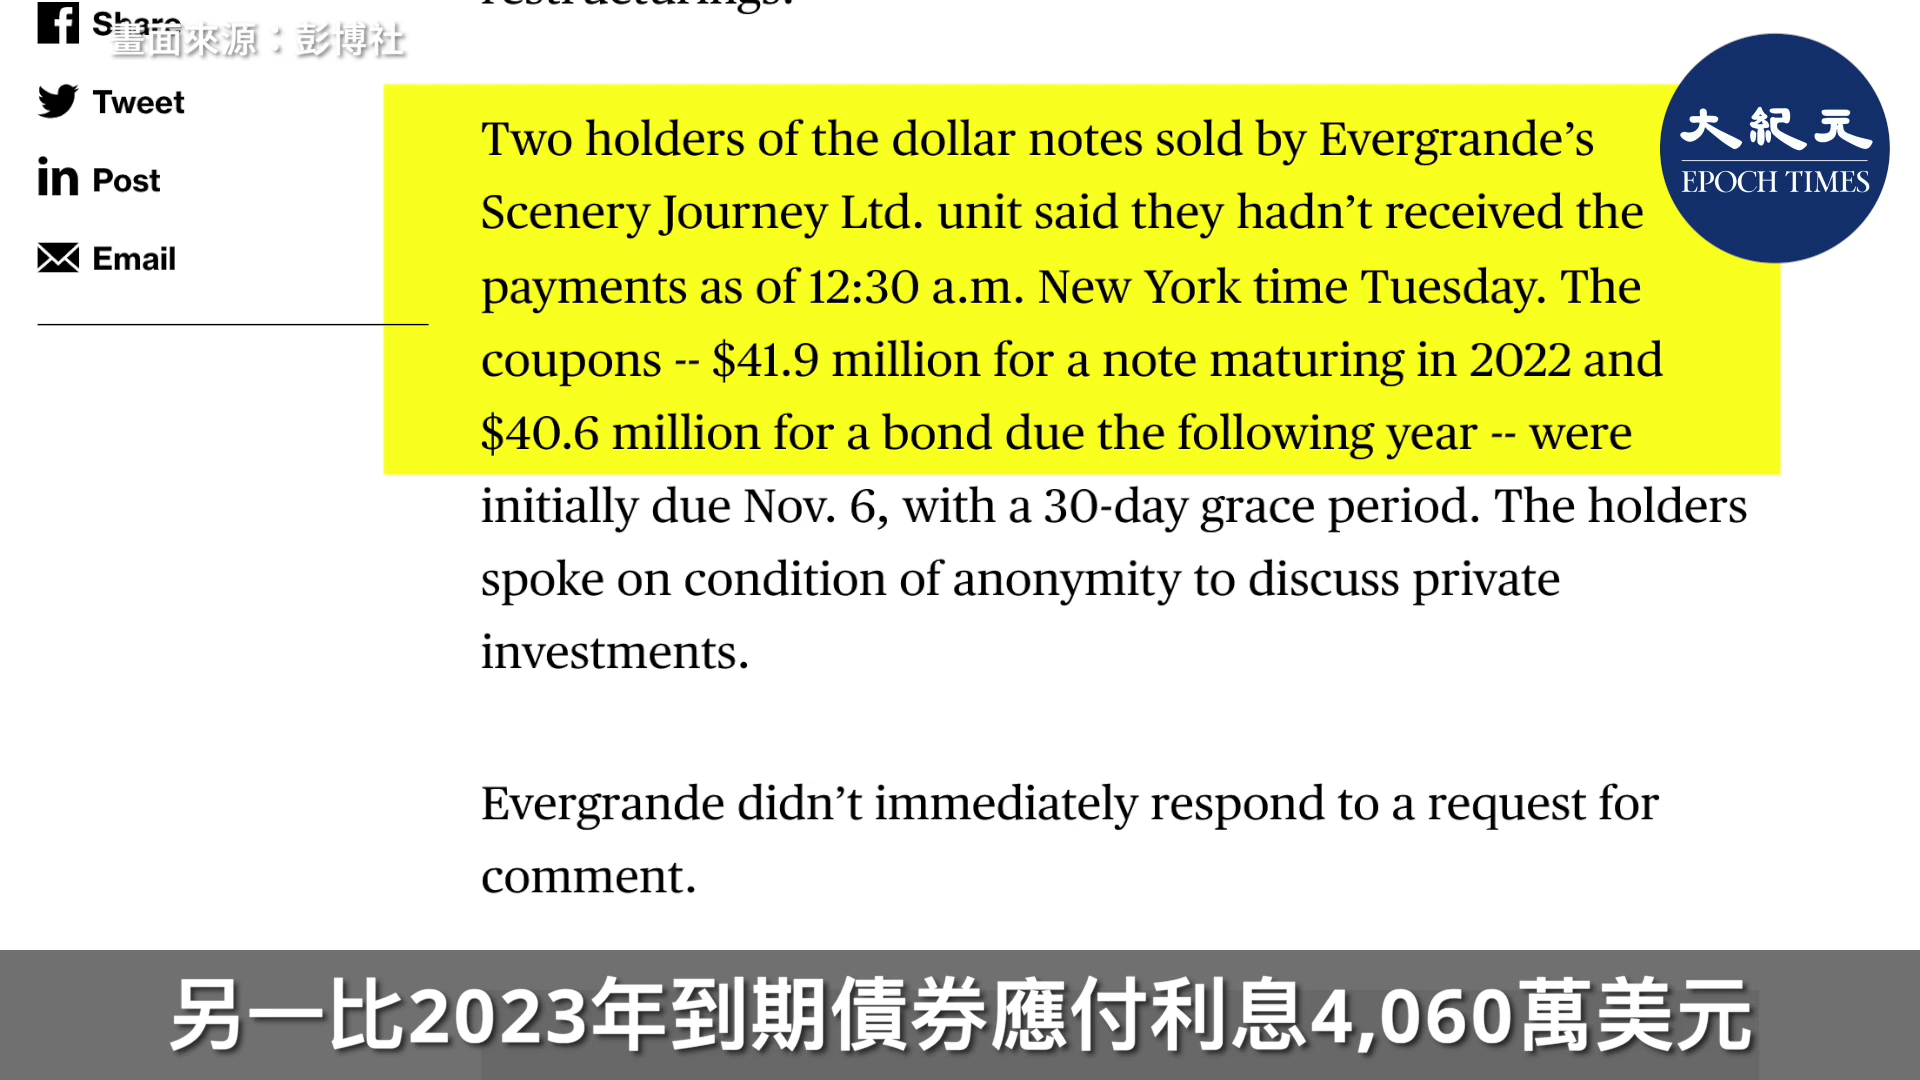 restructurings.
Share
畫面來源：彭博社
Tweet
Post
Email
大紀元
EPOCH TIMES
Two holders of the dollar notes sold by Evergrande’s
Scenery Journey Ltd. unit said they hadn’t received the
payments as of 12:30 a.m. New York time Tuesday. The
coupons -- $41.9 million for a note maturing in 2022 and
$40.6 million for a bond due the following year -- were
initially due Nov. 6, with a 30-day grace period. The holders
spoke on condition of anonymity to discuss private
investments.
Evergrande didn’t immediately respond to a request for
comment.
另一比2023年到期債券應付利息4,060萬美元